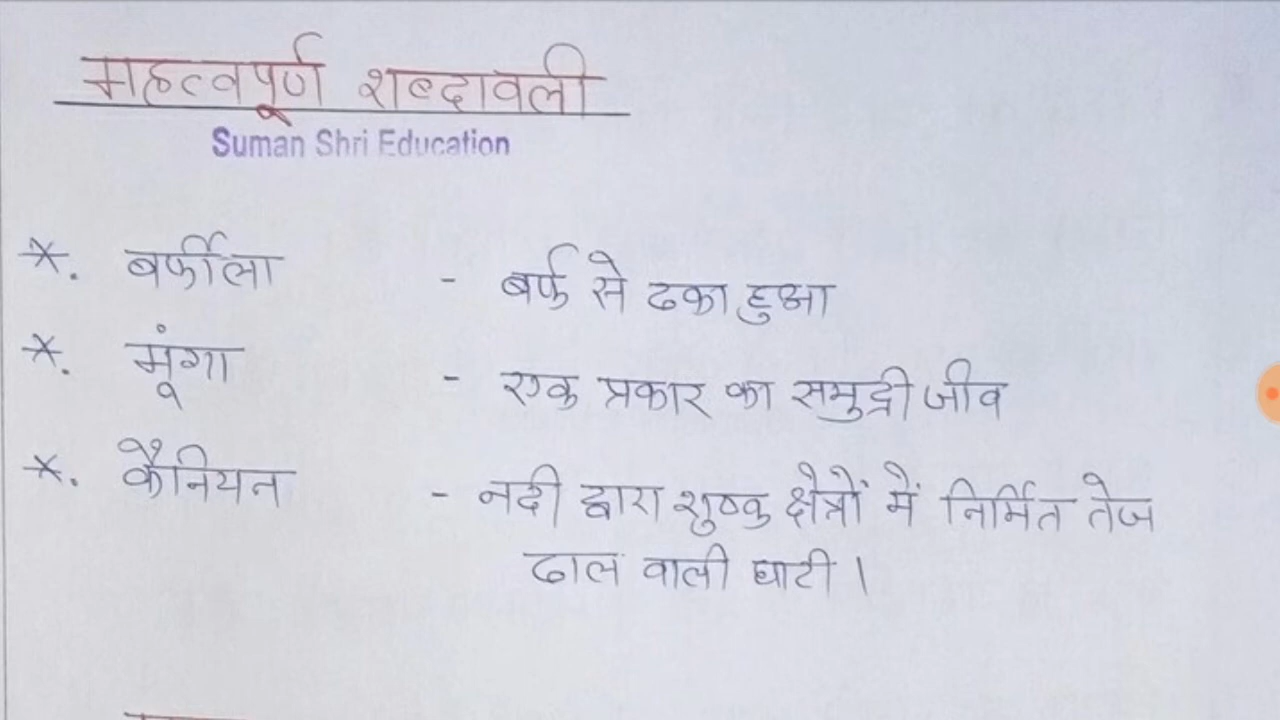 महत्वपूर्ण शब्दावली
Suman Shri Education
*. बर्फीला - बर्फ से ढका हुआ
*. मूंगा - एक प्रकार का समुद्री जीव
*. कैनियन - नदी द्वारा शुष्क क्षेत्रों में निर्मित तेज
ढाल वाली घाटी।